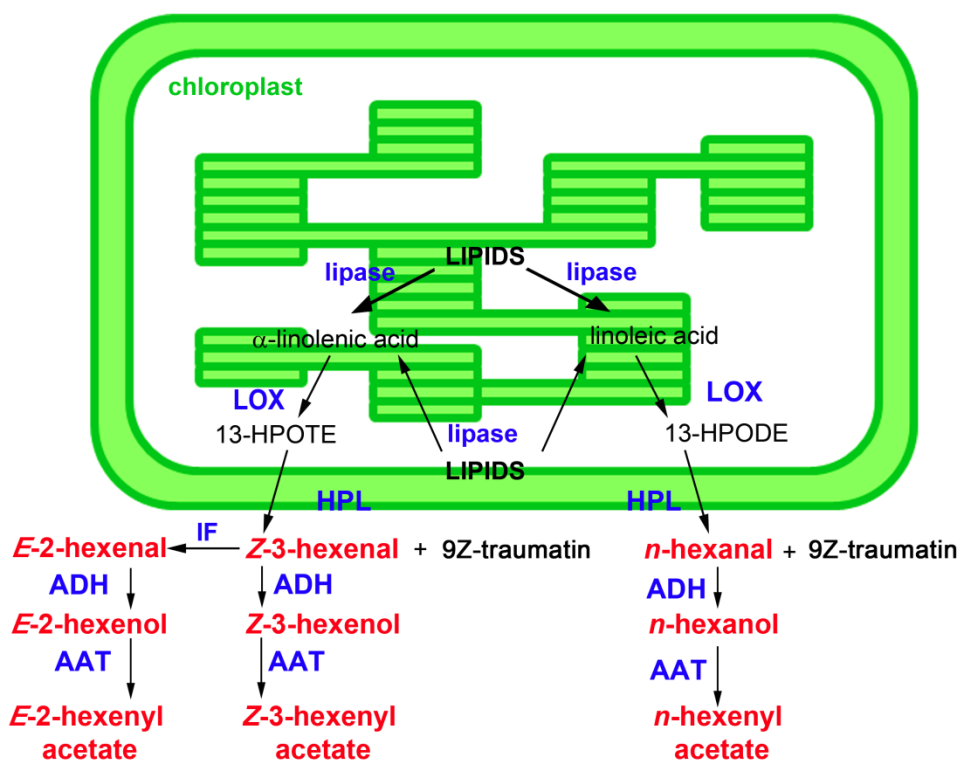 chloroplast
LIPIDS
lipase lipase
α-linolenic acid linoleic acid
LOX LOX
13-HPOTE lipase 13-HPODE
LIPIDS
HPL HPL
IF
E-2-hexenal Z-3-hexenal + 9Z-traumatin n-hexanal + 9Z-traumatin
ADH ADH ADH
E-2-hexenol Z-3-hexenol n-hexanol
AAT AAT AAT
E-2-hexenyl Z-3-hexenyl n-hexenyl
acetate acetate acetate